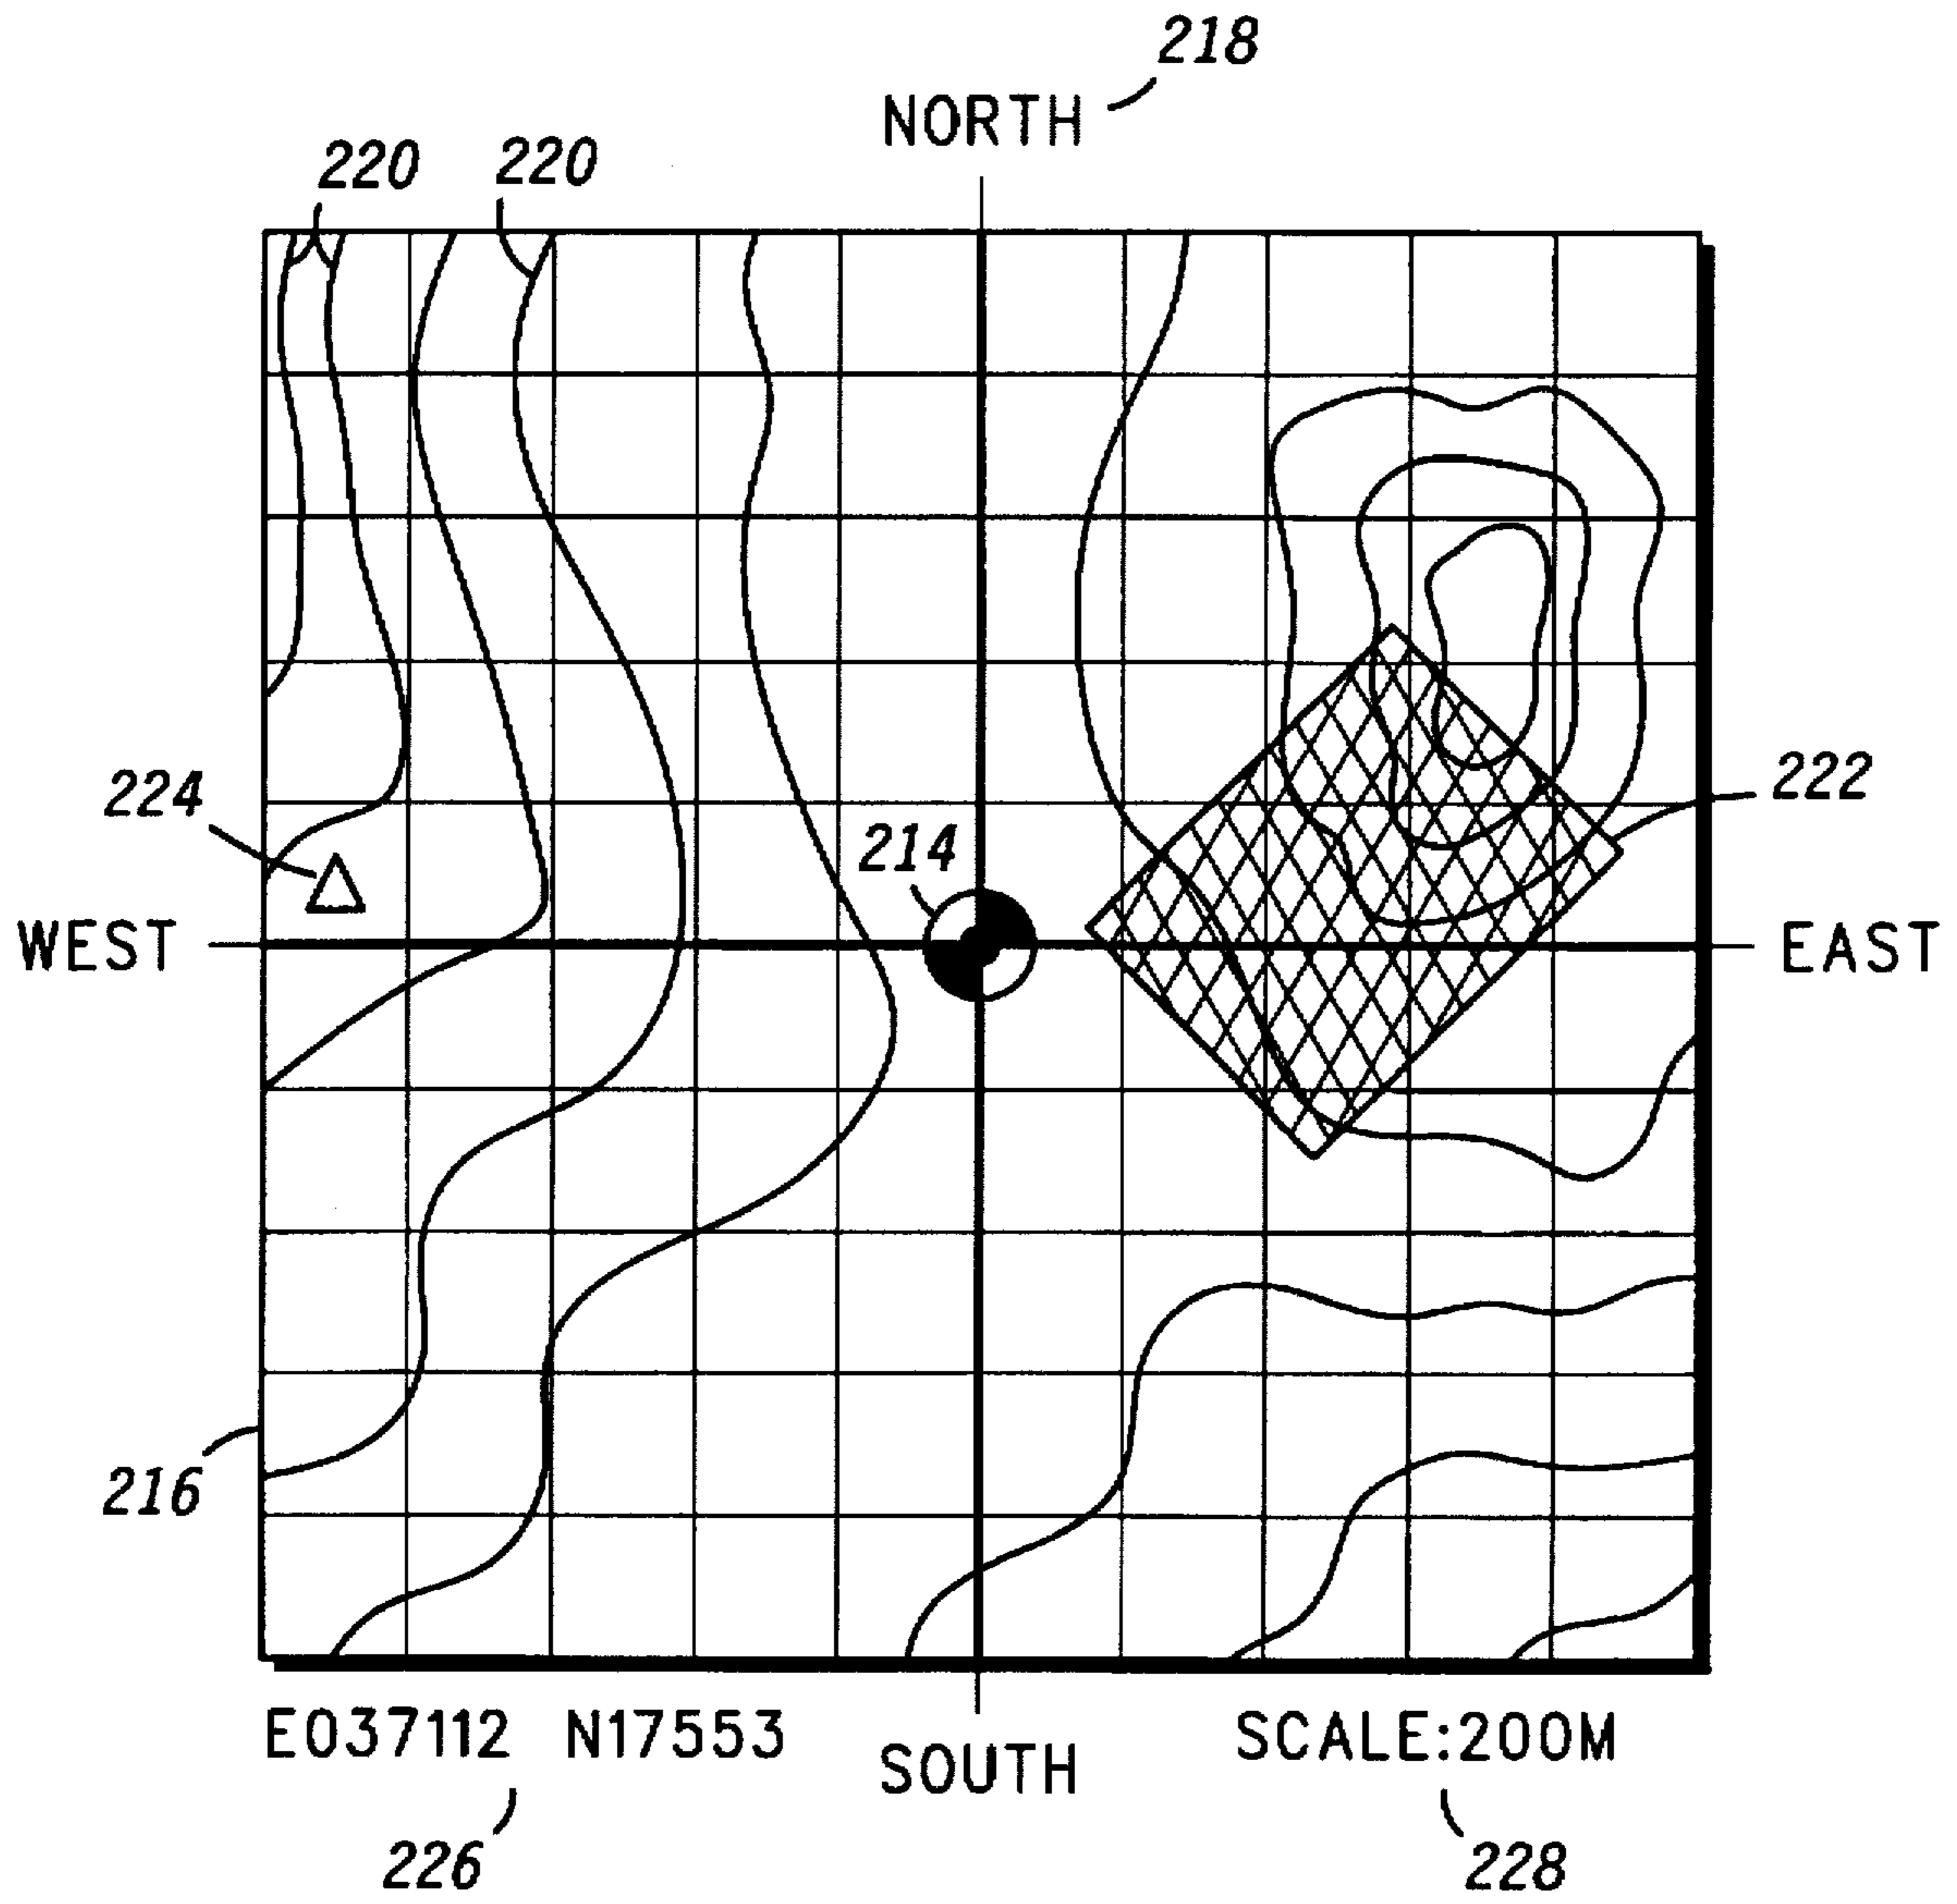 218
NORTH
220 220
224
222
214
WEST
EAST
216
E037112 N17553
SCALE:200M
SOUTH
226
228